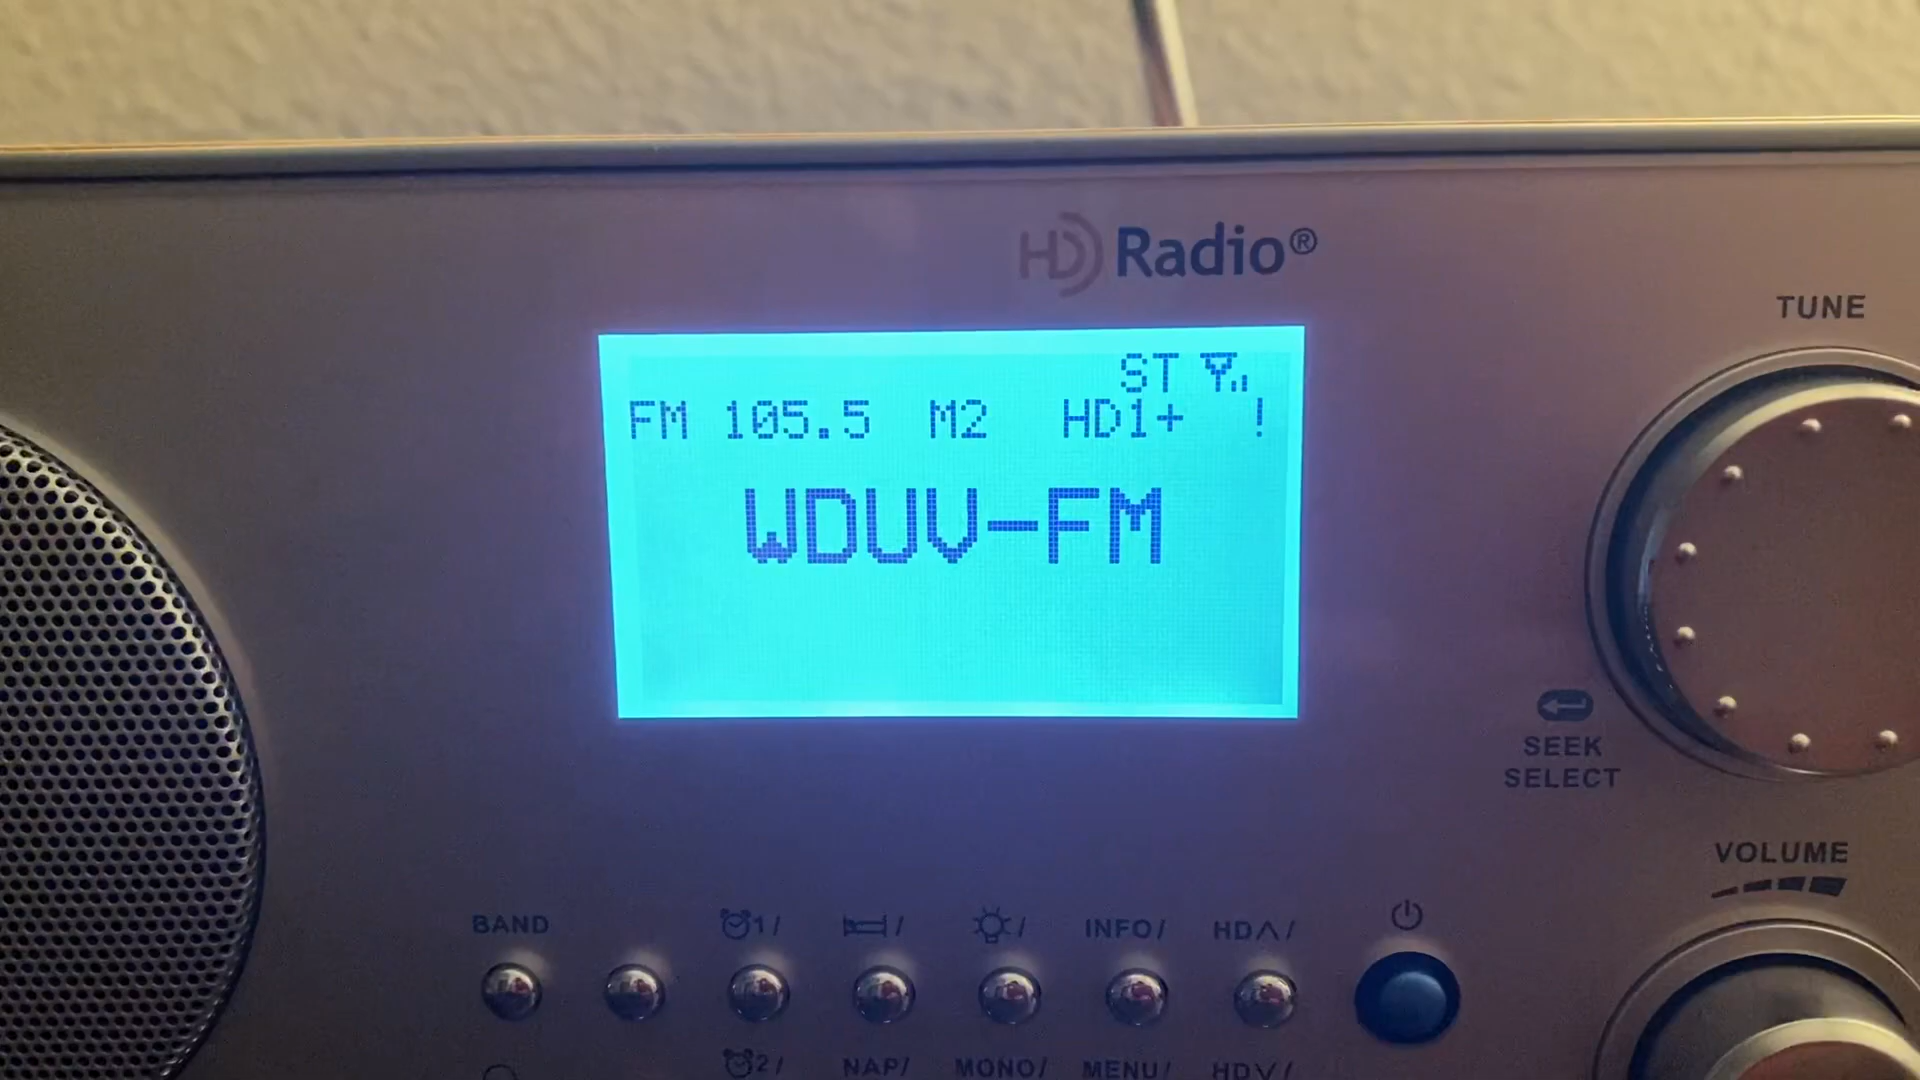 HD Radio®
TUNE
ST
FM 105.5 M2 HD1+ !
WDUV-FM
SEEK
SELECT
VOLUME
BAND
1/
/
/
INFO/
HD∧/
2/
NAP/
MONO/
MENU/
HD∨/